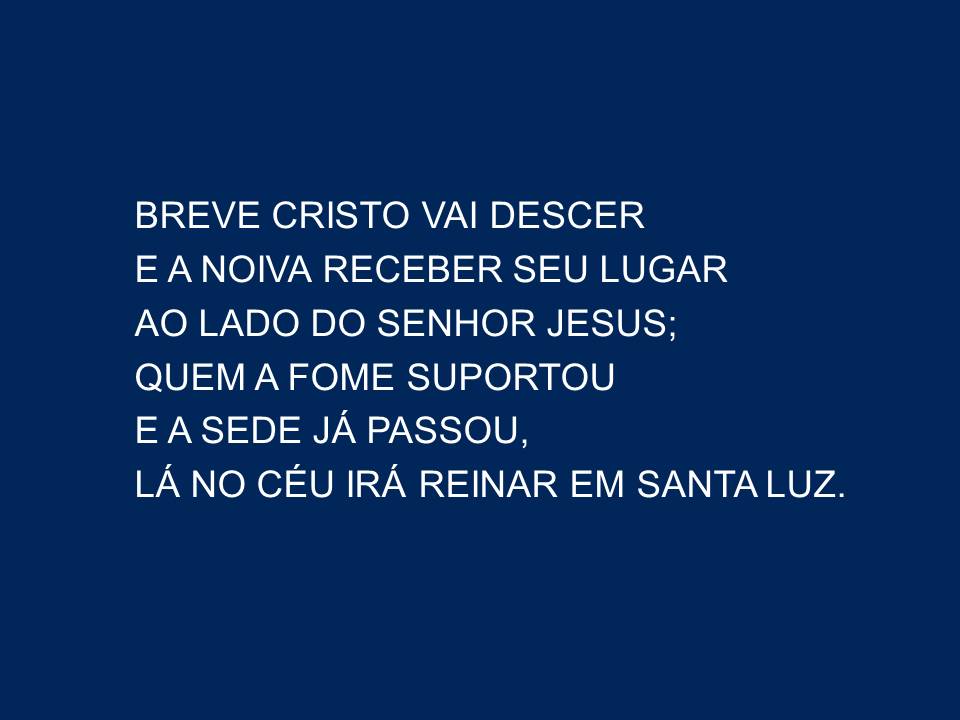 BREVE CRISTO VAI DESCER
E A NOIVA RECEBER SEU LUGAR
AO LADO DO SENHOR JESUS;
QUEM A FOME SUPORTOU
E A SEDE JÁ PASSOU,
LÁ NO CÉU IRÁ REINAR EM SANTA LUZ.